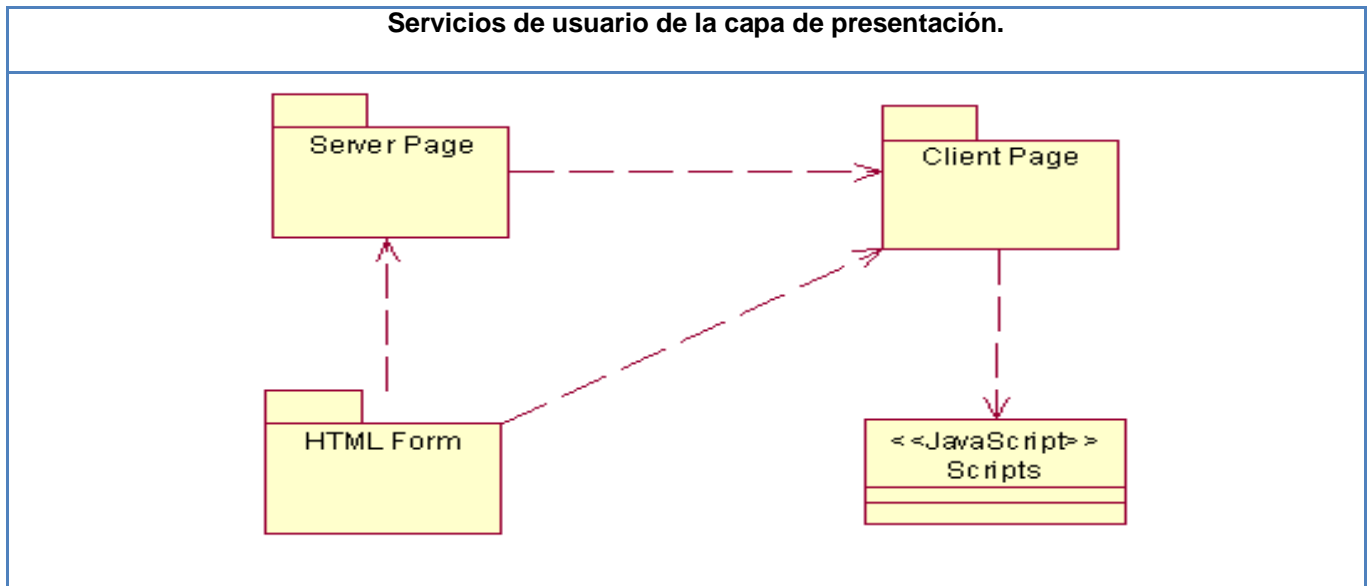 Servicios de usuario de la capa de presentación.
Server Page
Client Page
HTML Form
<<JavaScript>>
Scripts